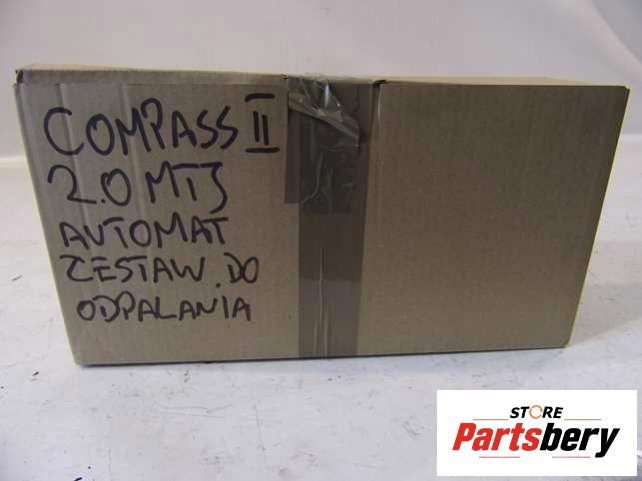 COMPASS II
2.0 MTJ
AUTOMAT
ZESTAW DO
ODPALANIA
STORE
Partsbery